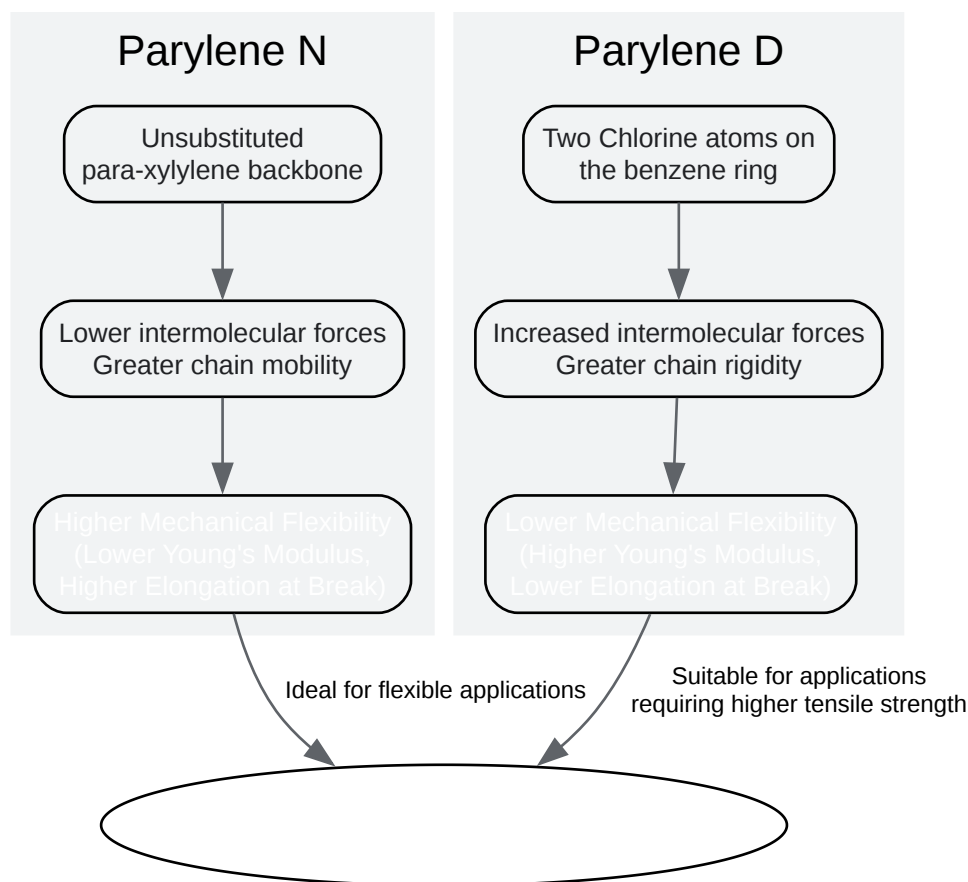 Parylene N
Unsubstituted
para-xylylene backbone
Lower intermolecular forces
Greater chain mobility
Higher Mechanical Flexibility
(Lower Young's Modulus,
Higher Elongation at Break)
Ideal for flexible applications
Parylene D
Two Chlorine atoms on
the benzene ring
Increased intermolecular forces
Greater chain rigidity
Lower Mechanical Flexibility
(Higher Young's Modulus,
Lower Elongation at Break)
Suitable for applications
requiring higher tensile strength